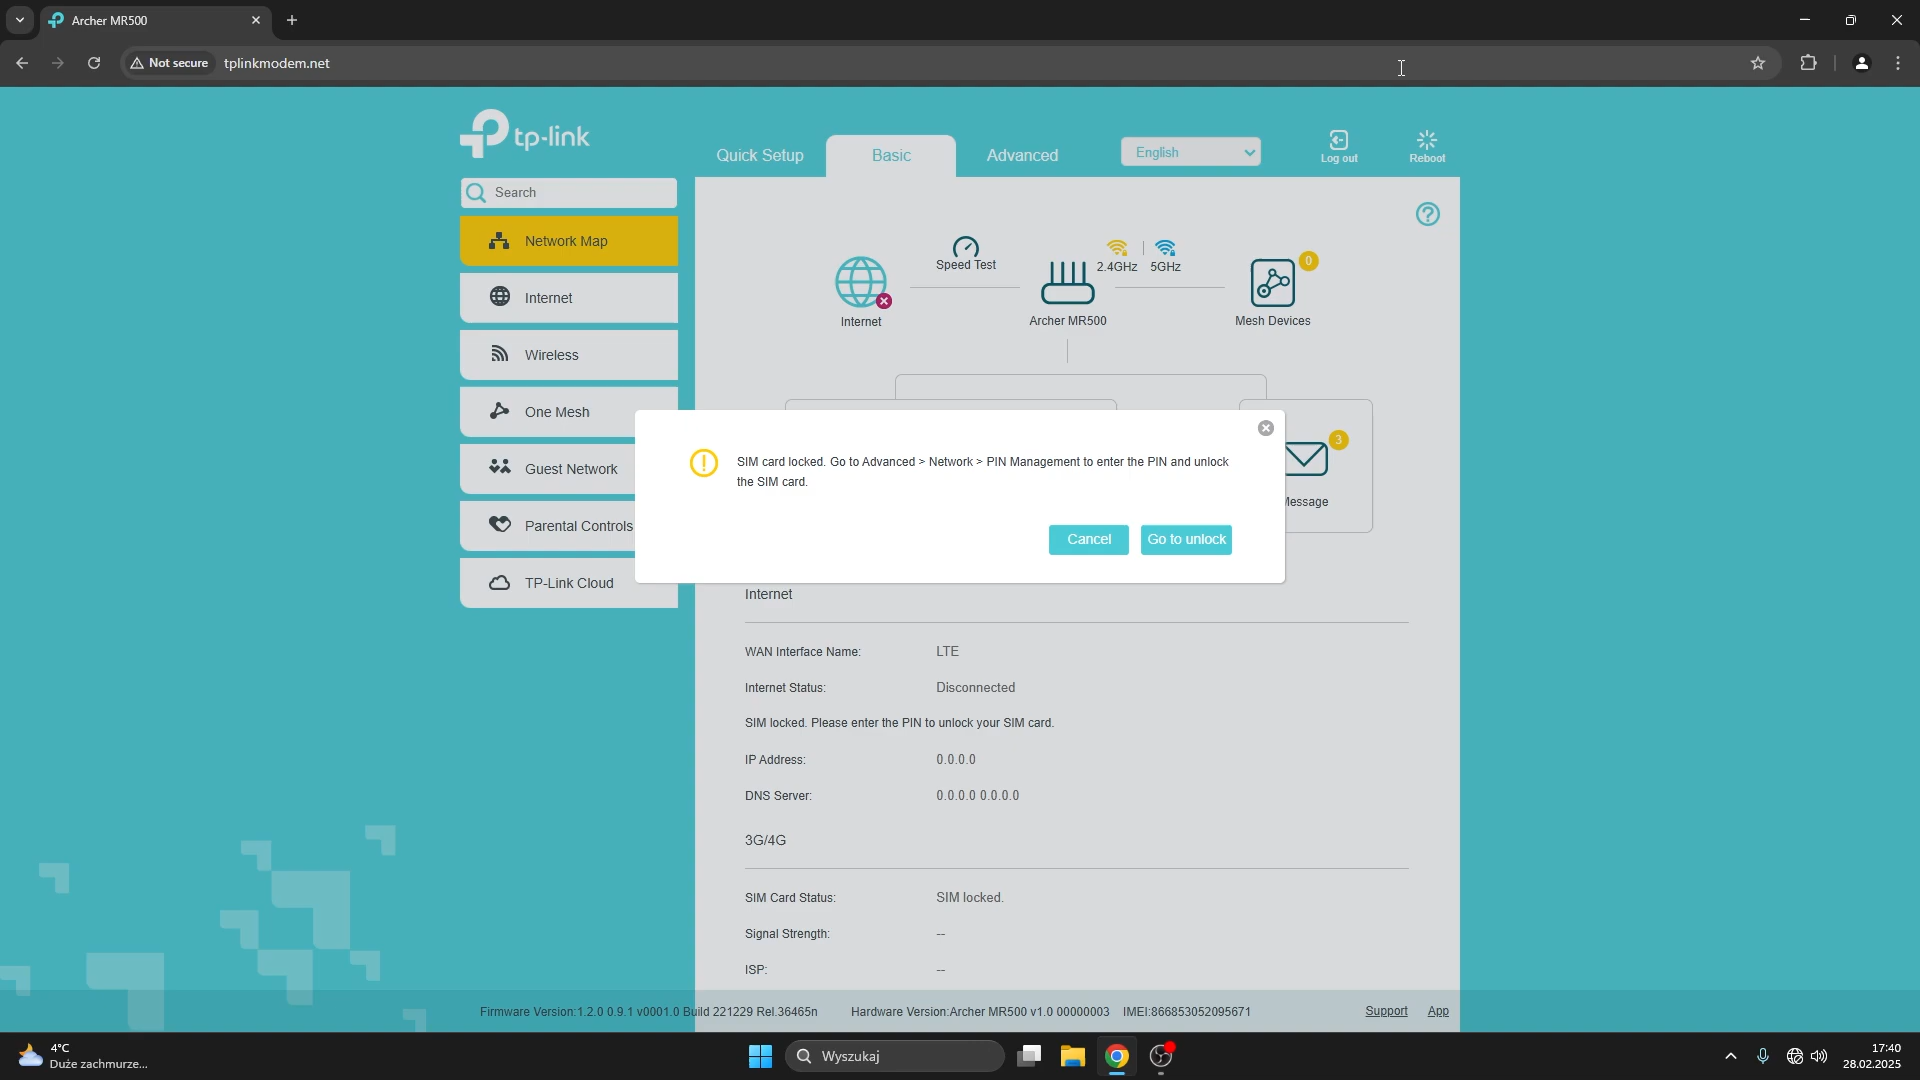 Archer MR500
Not secure
tplinkmodem.net
tp-link
Quick Setup
Basic
Advanced
English
Log out
Reboot
Search
Network Map
Internet
Wireless
One Mesh
Guest Network
Parental Controls
TP-Link Cloud
Speed Test
2.4GHz
5GHz
0
Internet
Archer MR500
Mesh Devices
SIM card locked. Go to Advanced > Network > PIN Management to enter the PIN and unlock
the SIM card.
Cancel
Go to unlock
3
Message
Internet
WAN Interface Name: LTE
Internet Status: Disconnected
SIM locked. Please enter the PIN to unlock your SIM card.
IP Address: 0.0.0.0
DNS Server: 0.0.0.0 0.0.0.0
3G/4G
SIM Card Status: SIM locked.
Signal Strength: --
ISP: --
Firmware Version:1.2.0 0.9.1 v0001.0 Build 221229 Rel.36465n
Hardware Version:Archer MR500 v1.0 00000003
IMEI:866853052095671
Support
App
4°C
Duże zachmurze...
Wyszukaj
17:40
28.02.2025